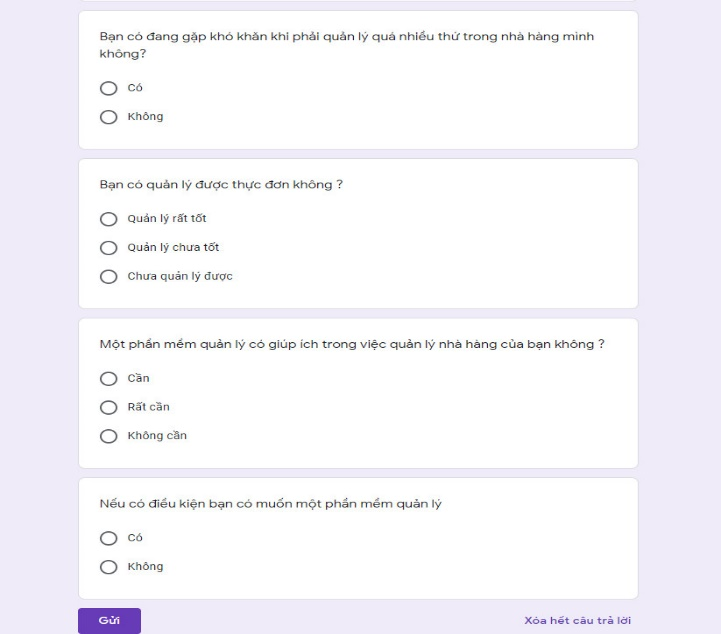 Bạn có đang gặp khó khăn khi phải quản lý quá nhiều thứ trong nhà hàng mình
không?
Có
Không
Bạn có quản lý được thực đơn không ?
Quản lý rất tốt
Quản lý chưa tốt
Chưa quản lý được
Một phần mềm quản lý có giúp ích trong việc quản lý nhà hàng của bạn không ?
Cần
Rất cần
Không cần
Nếu có điều kiện bạn có muốn một phần mềm quản lý
Có
Không
Gửi
Xóa hết câu trả lời